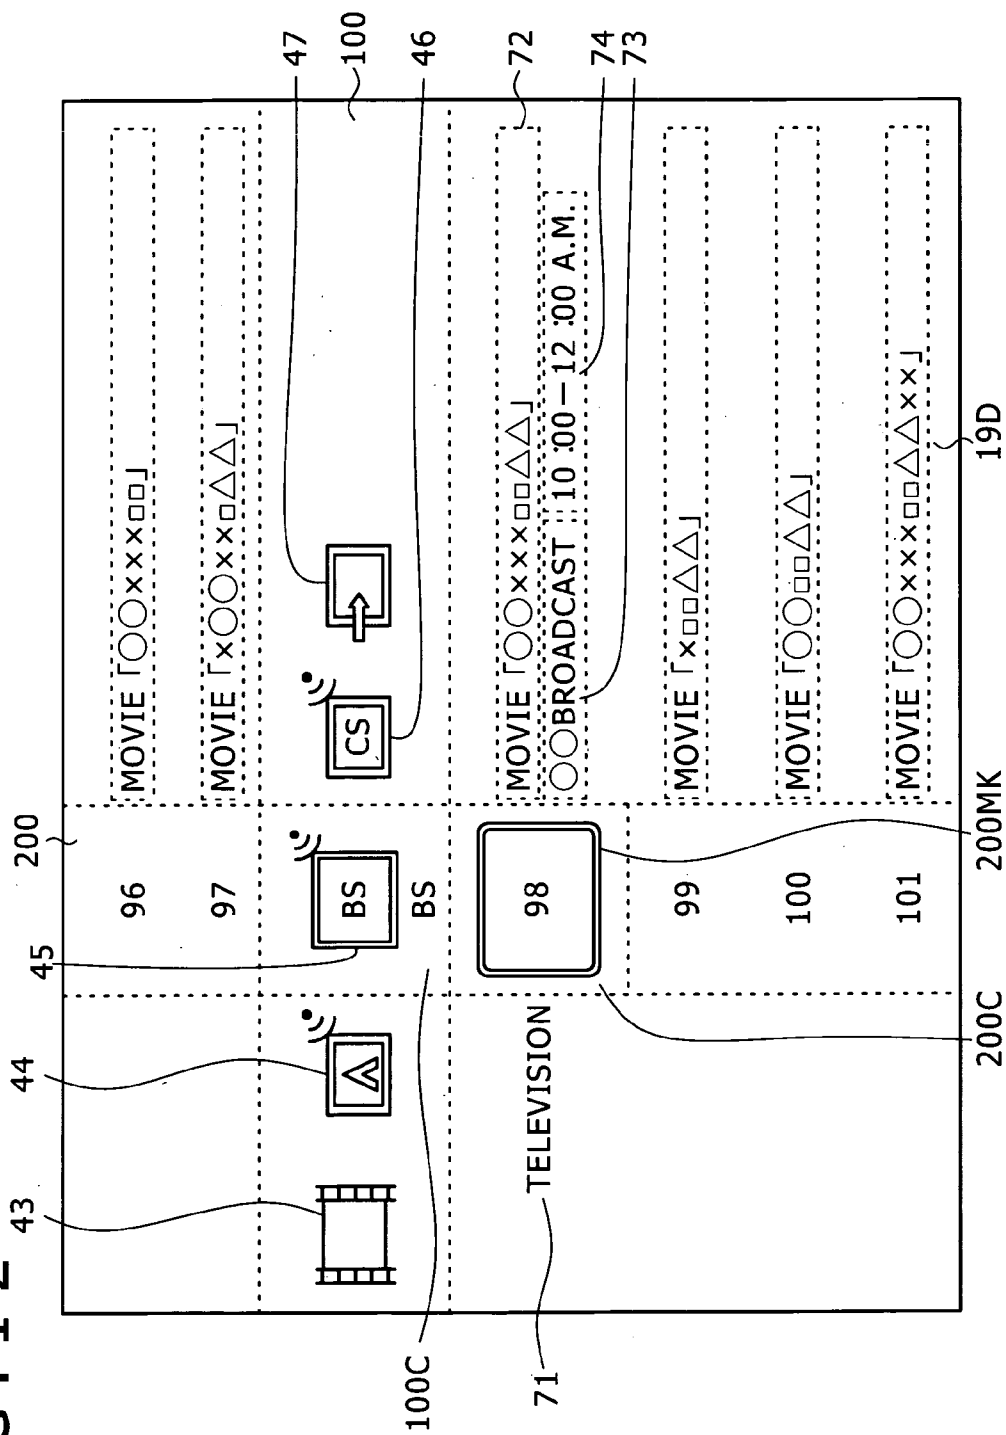 43
44
45
200
96 MOVIE「○○×××□□」
97 MOVIE「×○○××□△△」
47
100
BS
CS
BS
46
100C
TELEVISION
98
MOVIE「○○×××□□△△」
72
○○BROADCAST 10:00—12:00 A.M.
74
73
71
99 MOVIE「×□□△△」
100 MOVIE「○○□□△△」
101 MOVIE「○○×××□□△△××」
200C
200MK
19D